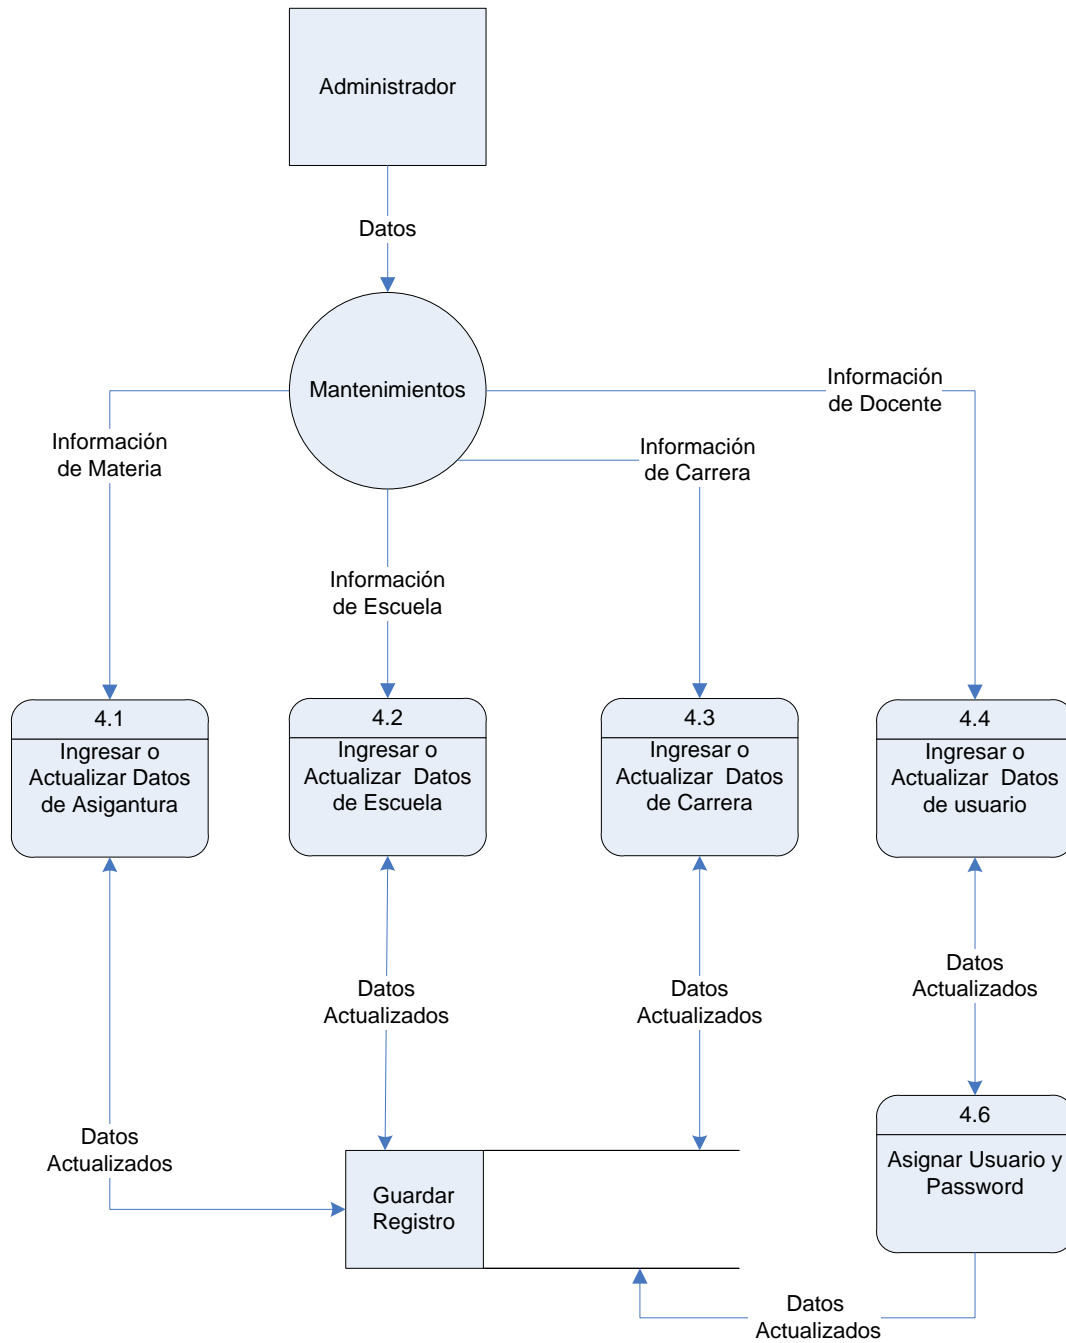 Administrador
Datos
Mantenimientos
Información
de Docente
Información
de Materia
Información
de Carrera
Información
de Escuela
4.1
Ingresar o
Actualizar Datos
de Asigantura
4.2
Ingresar o
Actualizar Datos
de Escuela
4.3
Ingresar o
Actualizar Datos
de Carrera
4.4
Ingresar o
Actualizar Datos
de usuario
Datos
Actualizados
Datos
Actualizados
Datos
Actualizados
Datos
Actualizados
4.6
Asignar Usuario y
Password
Guardar
Registro
Datos
Actualizados